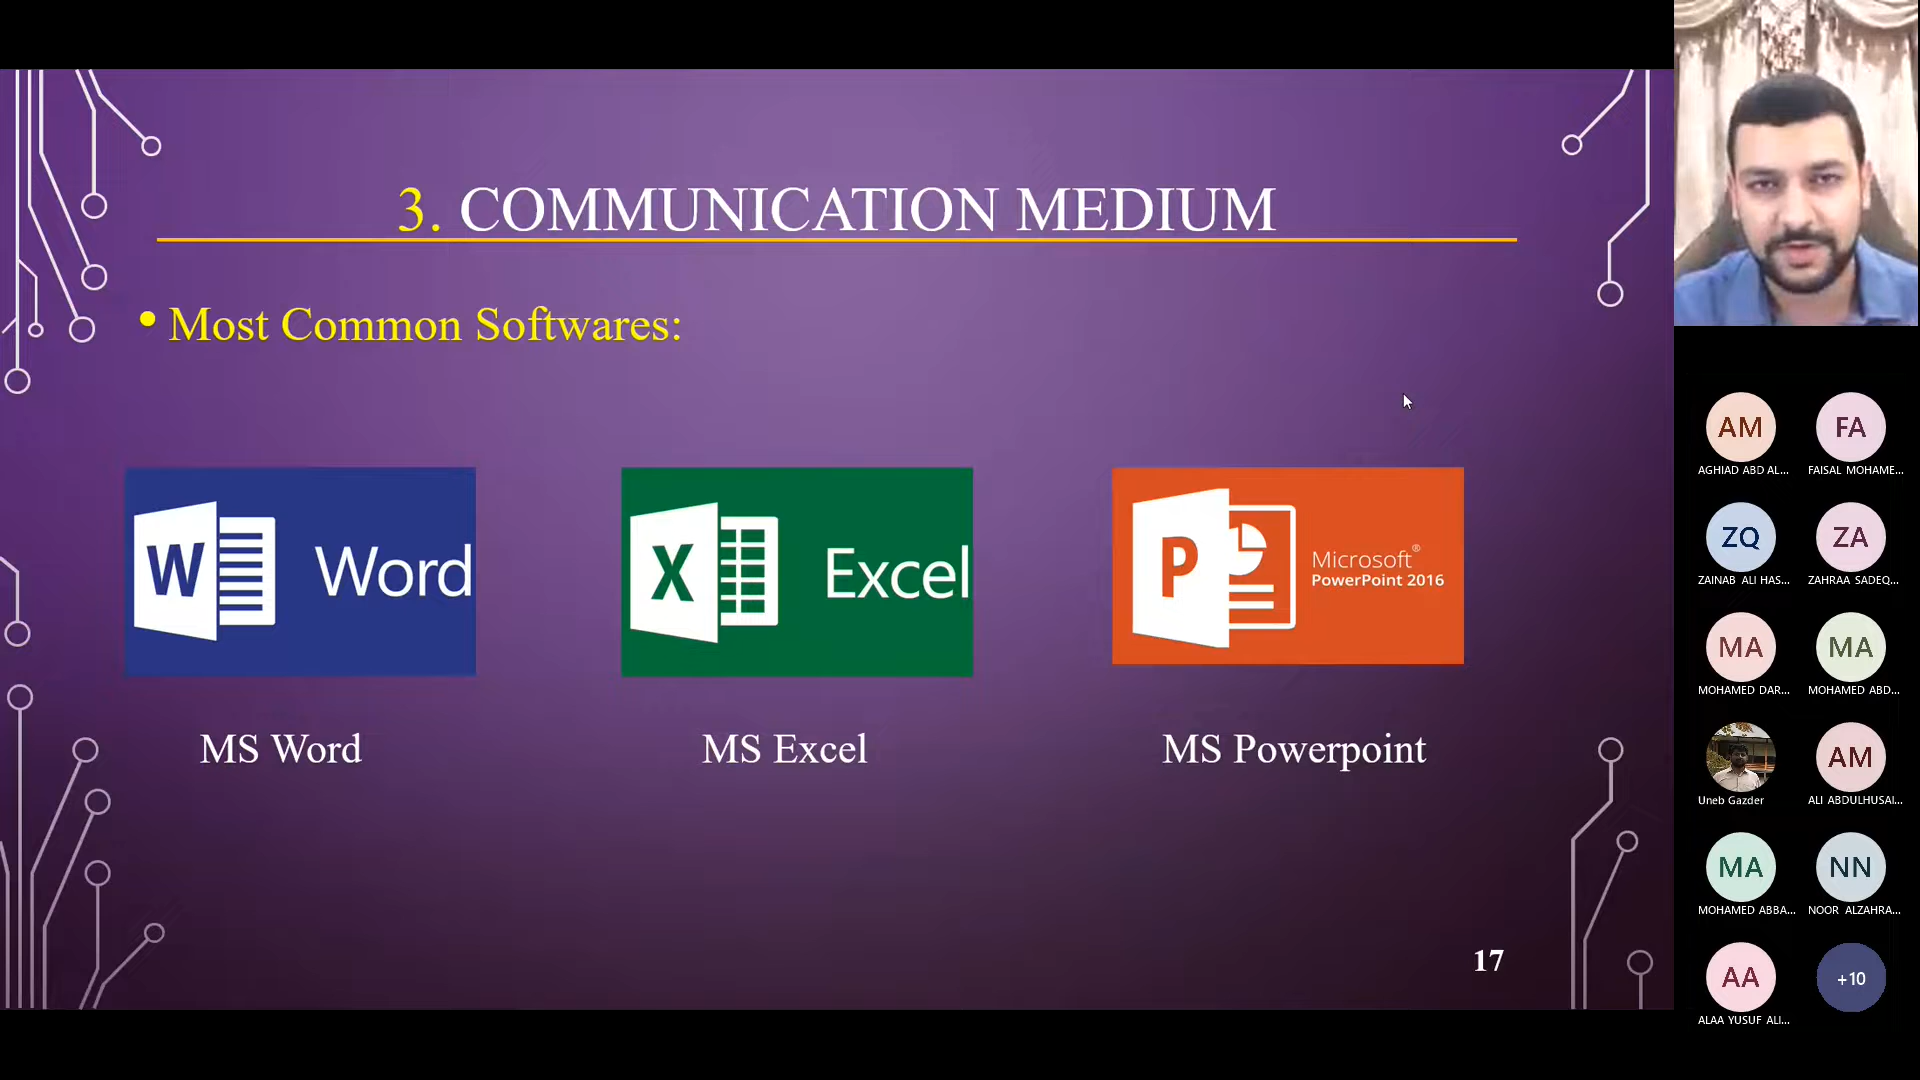 3. COMMUNICATION MEDIUM
• Most Common Softwares:
W Word
X Excel
P Microsoft®
PowerPoint 2016
MS Word
MS Excel
MS Powerpoint
17
AM
FA
AGHIAD ABD AL...
FAISAL MOHAME...
ZQ
ZA
ZAINAB ALI HAS...
ZAHRAA SADEQ...
MA
MA
MOHAMED DAR...
MOHAMED ABD...
AM
Uneb Gazder
ALI ABDULHUSAI...
MA
NN
MOHAMED ABBA...
NOOR ALZAHRA...
AA
+10
ALAA YUSUF ALI...